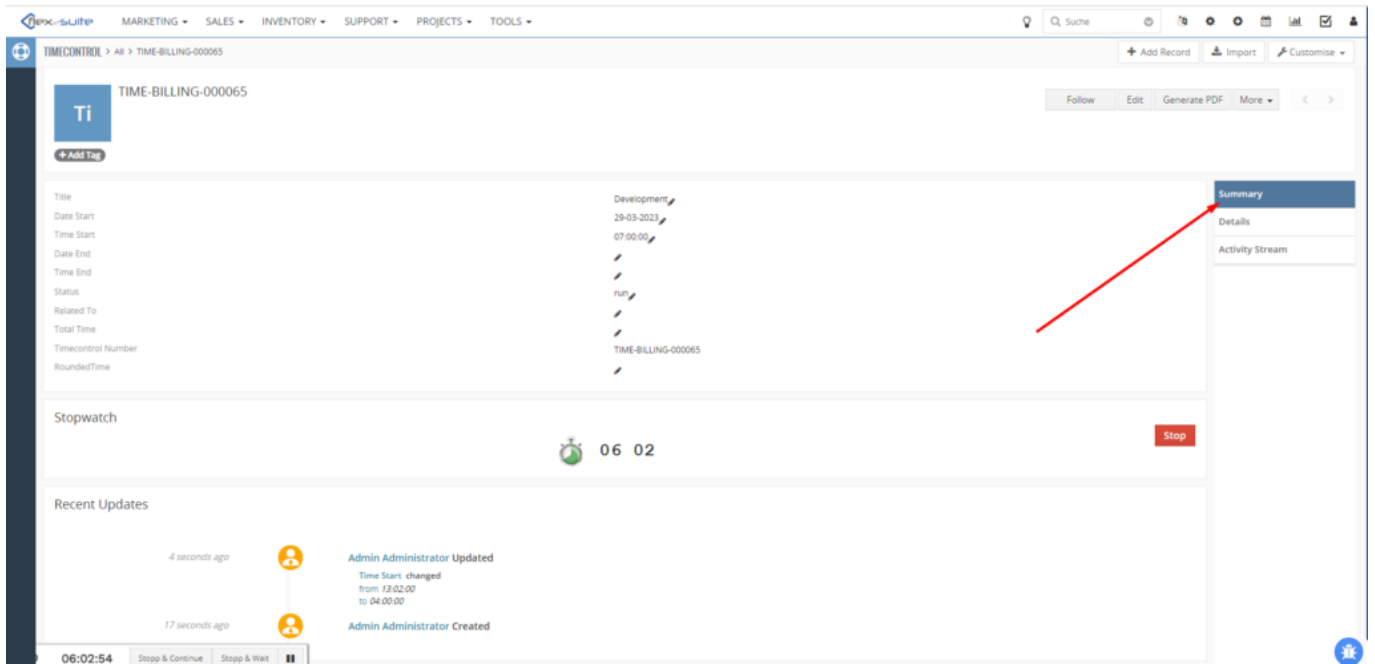 flex-suite MARKETING SALES INVENTORY SUPPORT PROJECTS TOOLS Suche
TIMECONTROL > All > TIME-BILLING-000065 + Add Record Import Customise
Ti TIME-BILLING-000065
Follow Edit Generate PDF More < >
+ Add Tag
Title Development
Date Start 29-03-2023
Time Start 07:00:00
Date End
Time End
Status run
Related To
Total Time
Timecontrol Number TIME-BILLING-000065
RoundedTime
Summary
Details
Activity Stream
Stopwatch
06 02 Stop
Recent Updates
4 seconds ago Admin Administrator Updated
Time Start changed
from 13:02:00
to 04:00:00
17 seconds ago Admin Administrator Created
06:02:54 Stopp & Continue Stopp & Wait